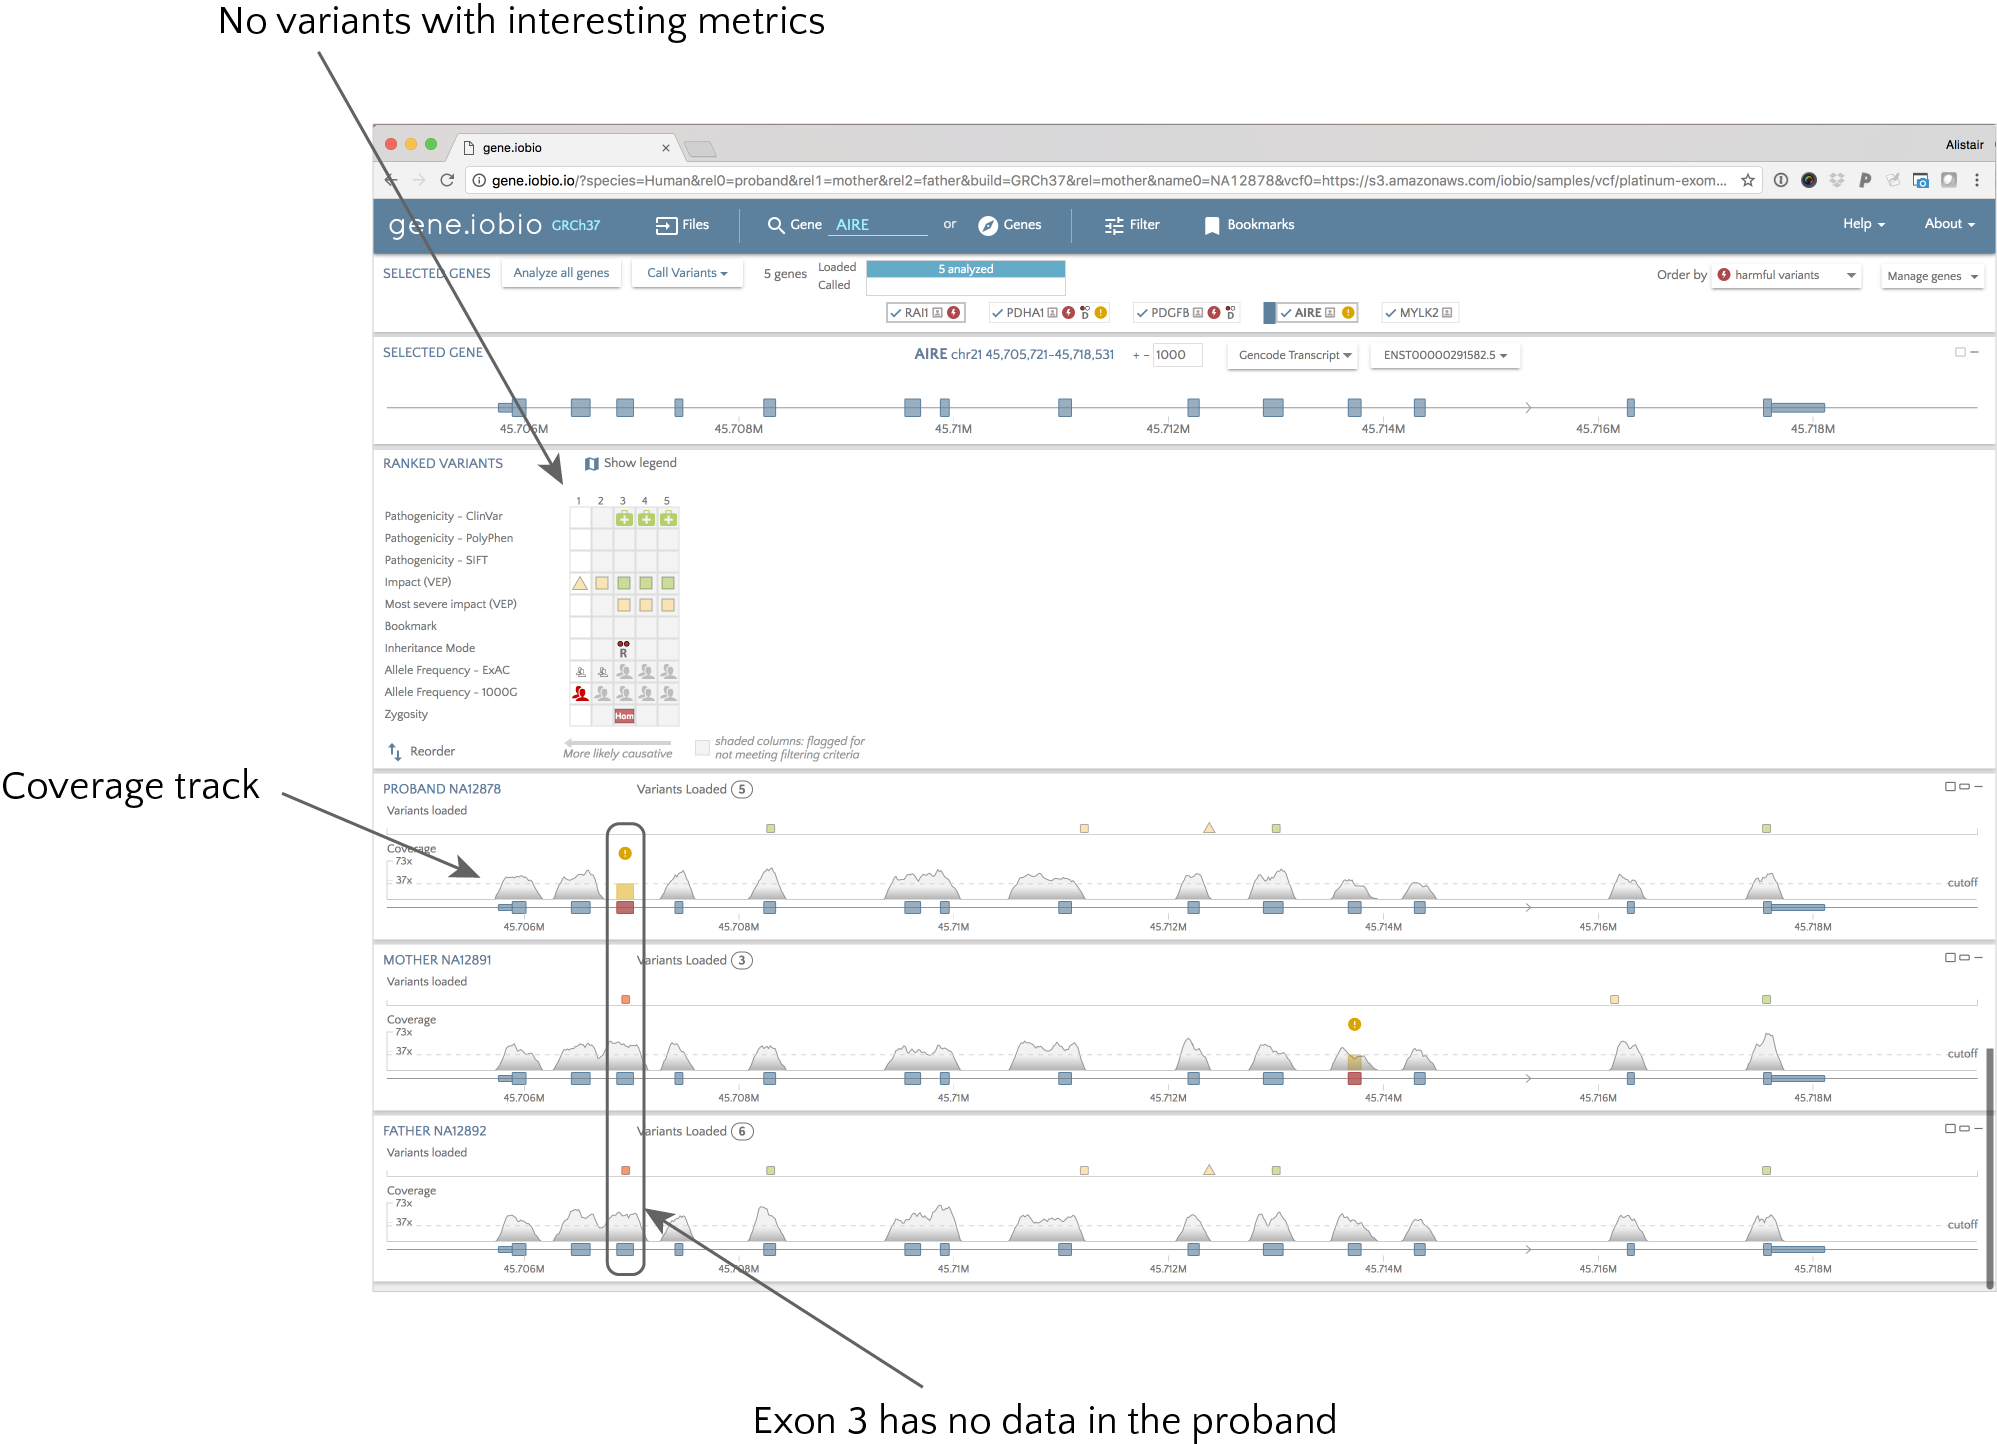 No variants with interesting metrics
gene.iobio
Alistair
gene.iobio.io/?species=Human&rel0=proband&rel1=mother&rel2=father&build=GRCh37&rel=mother&name0=NA12878&vcf0=https://s3.amazonaws.com/iobio/samples/vcf/platinum-exom...
gene.iobio GRCh37 Files Gene AIRE or Genes Filter Bookmarks Help About
SELECTED GENES Analyze all genes Call Variants 5 genes Loaded 5 analyzed Order by harmful variants Manage genes
Called
RAI1 PDHA1 D PDGFB D AIRE MYLK2
SELECTED GENE AIRE chr21 45,705,721-45,718,531 + - 1000 Gencode Transcript ENST00000291582.5
45.706M 45.708M 45.71M 45.712M 45.714M 45.716M 45.718M
RANKED VARIANTS Show legend
1 2 3 4 5
Pathogenicity - ClinVar
Pathogenicity - PolyPhen
Pathogenicity - SIFT
Impact (VEP)
Most severe impact (VEP)
Bookmark
Inheritance Mode R
Allele Frequency - ExAC
Allele Frequency - 1000G
Zygosity Hom
Reorder More likely causative shaded columns: flagged for
not meeting filtering criteria
Coverage track
PROBAND NA12878 Variants Loaded 5
Variants loaded
Coverage
73x
37x cutoff
45.706M 45.708M 45.71M 45.712M 45.714M 45.716M 45.718M
MOTHER NA12891 Variants Loaded 3
Variants loaded
Coverage
73x
37x cutoff
45.706M 45.708M 45.71M 45.712M 45.714M 45.716M 45.718M
FATHER NA12892 Variants Loaded 6
Variants loaded
Coverage
73x
37x cutoff
45.706M 45.708M 45.71M 45.712M 45.714M 45.716M 45.718M
Exon 3 has no data in the proband